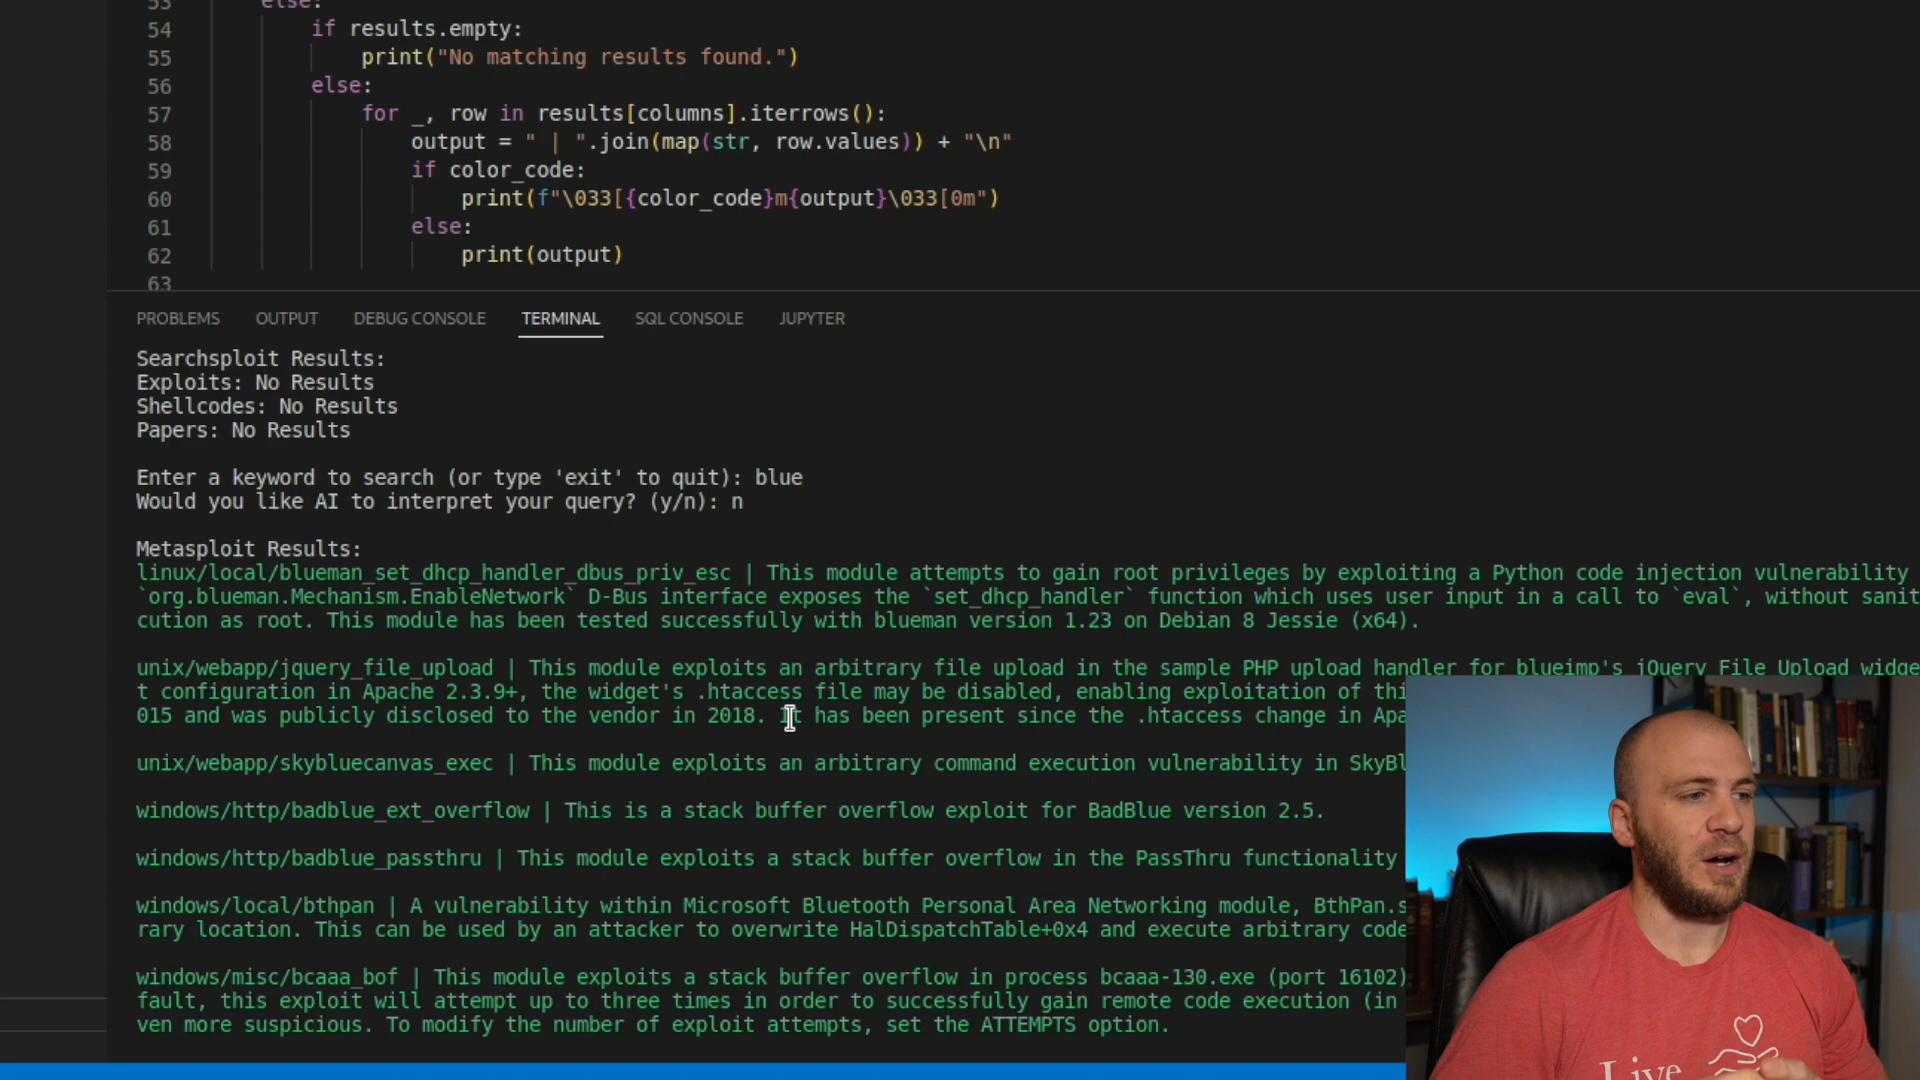 53 else:
54 if results.empty:
55 print("No matching results found.")
56 else:
57 for _, row in results[columns].iterrows():
58 output = " | ".join(map(str, row.values)) + "\n"
59 if color_code:
60 print(f"\033[{color_code}m{output}\033[0m")
61 else:
62 print(output)
63
PROBLEMS OUTPUT DEBUG CONSOLE TERMINAL SQL CONSOLE JUPYTER
Searchsploit Results:
Exploits: No Results
Shellcodes: No Results
Papers: No Results
Enter a keyword to search (or type 'exit' to quit): blue
Would you like AI to interpret your query? (y/n): n
Metasploit Results:
linux/local/blueman_set_dhcp_handler_dbus_priv_esc | This module attempts to gain root privileges by exploiting a Python code injection vulnerability
`org.blueman.Mechanism.EnableNetwork` D-Bus interface exposes the `set_dhcp_handler` function which uses user input in a call to `eval`, without sanit
cution as root. This module has been tested successfully with blueman version 1.23 on Debian 8 Jessie (x64).
unix/webapp/jquery_file_upload | This module exploits an arbitrary file upload in the sample PHP upload handler for blueimp's jQuery File Upload widge
t configuration in Apache 2.3.9+, the widget's .htaccess file may be disabled, enabling exploitation of thi
015 and was publicly disclosed to the vendor in 2018. It has been present since the .htaccess change in Apa
unix/webapp/skybluecanvas_exec | This module exploits an arbitrary command execution vulnerability in SkyBl
windows/http/badblue_ext_overflow | This is a stack buffer overflow exploit for BadBlue version 2.5.
windows/http/badblue_passthru | This module exploits a stack buffer overflow in the PassThru functionality
windows/local/bthpan | A vulnerability within Microsoft Bluetooth Personal Area Networking module, BthPan.s
rary location. This can be used by an attacker to overwrite HalDispatchTable+0x4 and execute arbitrary code
windows/misc/bcaaa_bof | This module exploits a stack buffer overflow in process bcaaa-130.exe (port 16102)
fault, this exploit will attempt up to three times in order to successfully gain remote code execution (in
ven more suspicious. To modify the number of exploit attempts, set the ATTEMPTS option.
Live